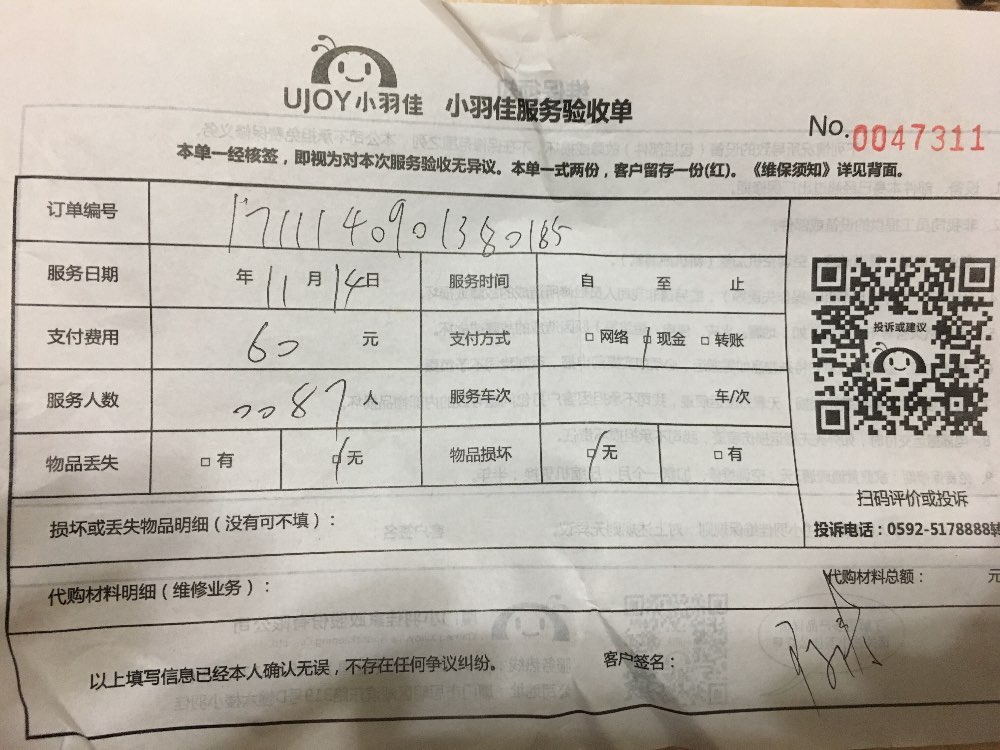 UJOY小羽佳 小羽佳服务验收单
No.0047311
本单一经核签，即视为对本次服务验收无异议。本单一式两份，客户留存一份(红)。《维保须知》详见背面。
订单编号 17111140901380185
服务日期 年 11 月 14 日 服务时间 自 至 止
支付费用 60 元 支付方式 □ 网络 □ 现金 □ 转账
服务人数 0087 人 服务车次 车/次
物品丢失 □ 有 □ 无 物品损坏 □ 无 □ 有
投诉或建议
扫码评价或投诉
投诉电话：0592-5178888转
损坏或丢失物品明细（没有可不填）：
代购材料明细（维修业务）：
代购材料总额： 元
以上填写信息已经本人确认无误，不存在任何争议纠纷。 客户签名：